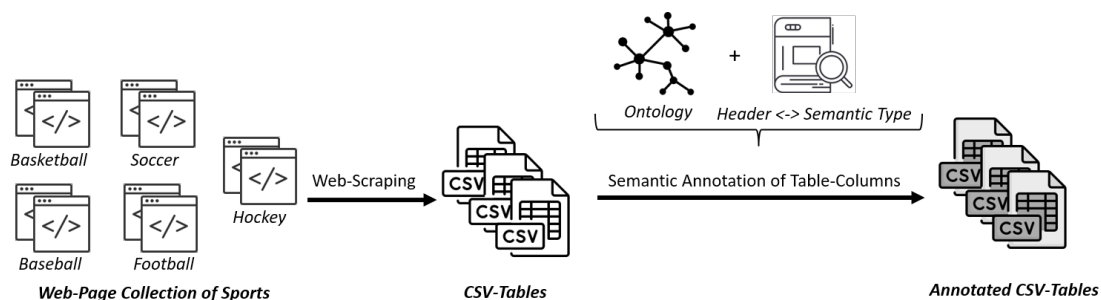 </>
</>
Basketball
Soccer
</>
</>
</>
Baseball
Football
Hockey
Web-Page Collection of Sports
Web-Scraping
CSV
CSV
CSV
CSV-Tables
+
Ontology
Header <-> Semantic Type
Semantic Annotation of Table-Columns
CSV
CSV
CSV
Annotated CSV-Tables